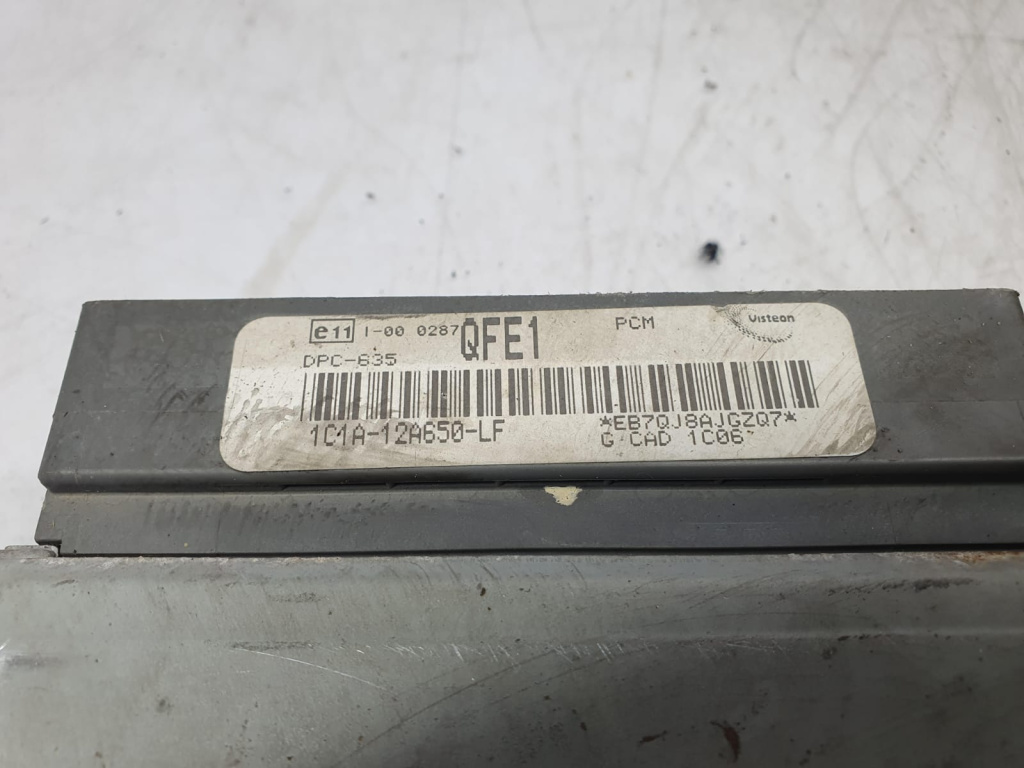 e11 I-00 0287 QFE1 PCM Visteon
DPC-635
1C1A-12A650-LF *EB7QJ8AJGZQ7*
G CAD 1C06